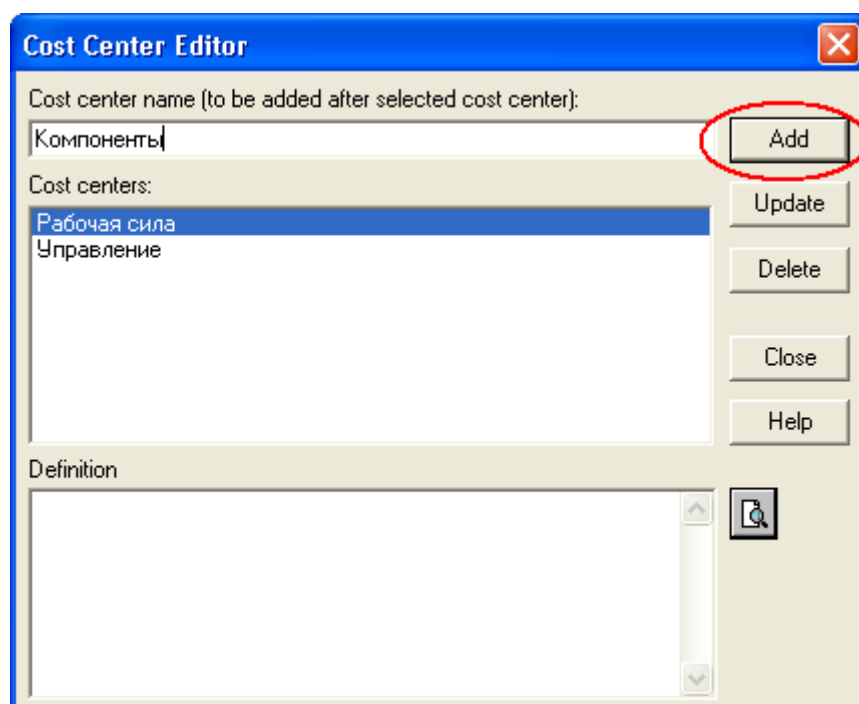 Cost Center Editor
Cost center name (to be added after selected cost center):
Компоненты
Add
Cost centers:
Update
Рабочая сила
Управление
Delete
Close
Help
Definition